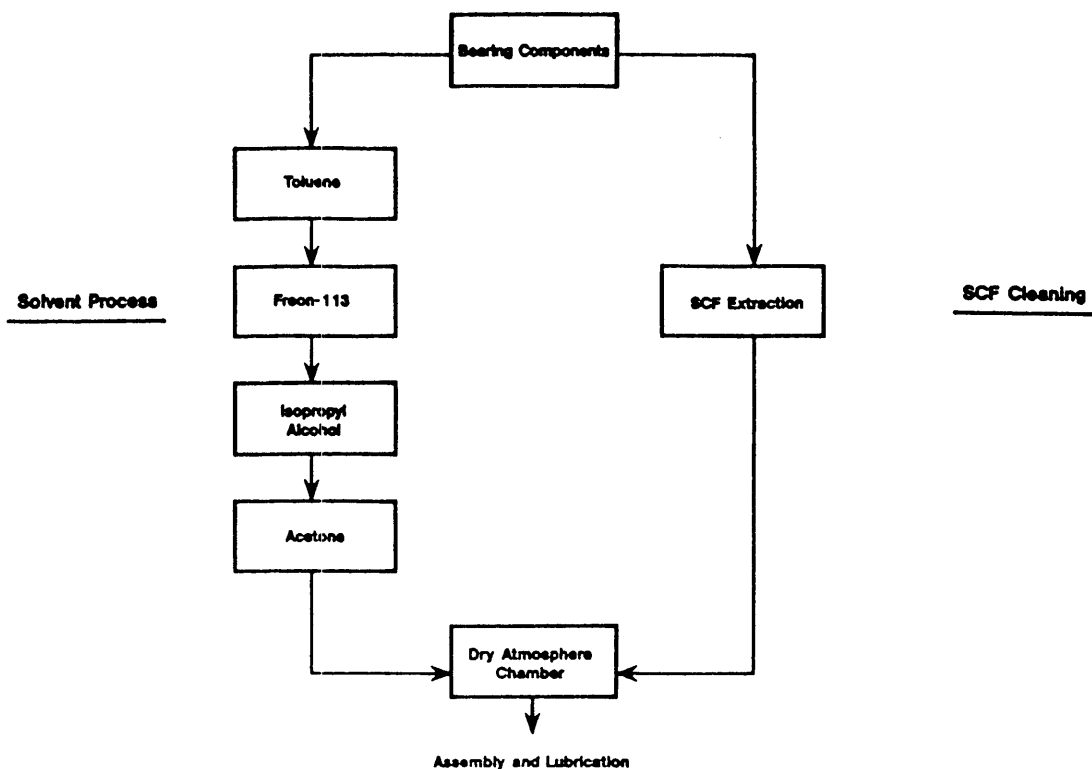 Bearing Components
Toluene
Solvent Process
Freon-113
SCF Extraction
SCF Cleaning
Isopropyl
Alcohol
Acetone
Dry Atmosphere
Chamber
Assembly and Lubrication